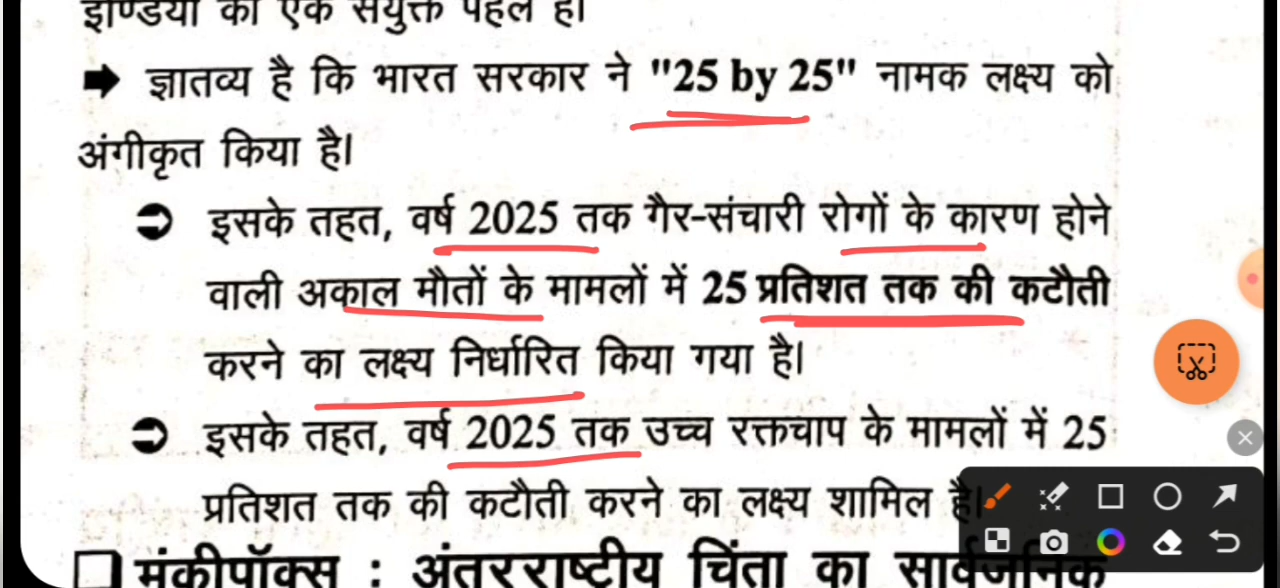 इण्डिया की एक संयुक्त पहल है।
➡ ज्ञातव्य है कि भारत सरकार ने "25 by 25" नामक लक्ष्य को
अंगीकृत किया है।
➲ इसके तहत, वर्ष 2025 तक गैर-संचारी रोगों के कारण होने
वाली अकाल मौतों के मामलों में 25 प्रतिशत तक की कटौती
करने का लक्ष्य निर्धारित किया गया है।
➲ इसके तहत, वर्ष 2025 तक उच्च रक्तचाप के मामलों में 25
प्रतिशत तक की कटौती करने का लक्ष्य शामिल है।
❑ मंकीपॉक्स : अंतरराष्ट्रीय चिंता का सार्वजनिक